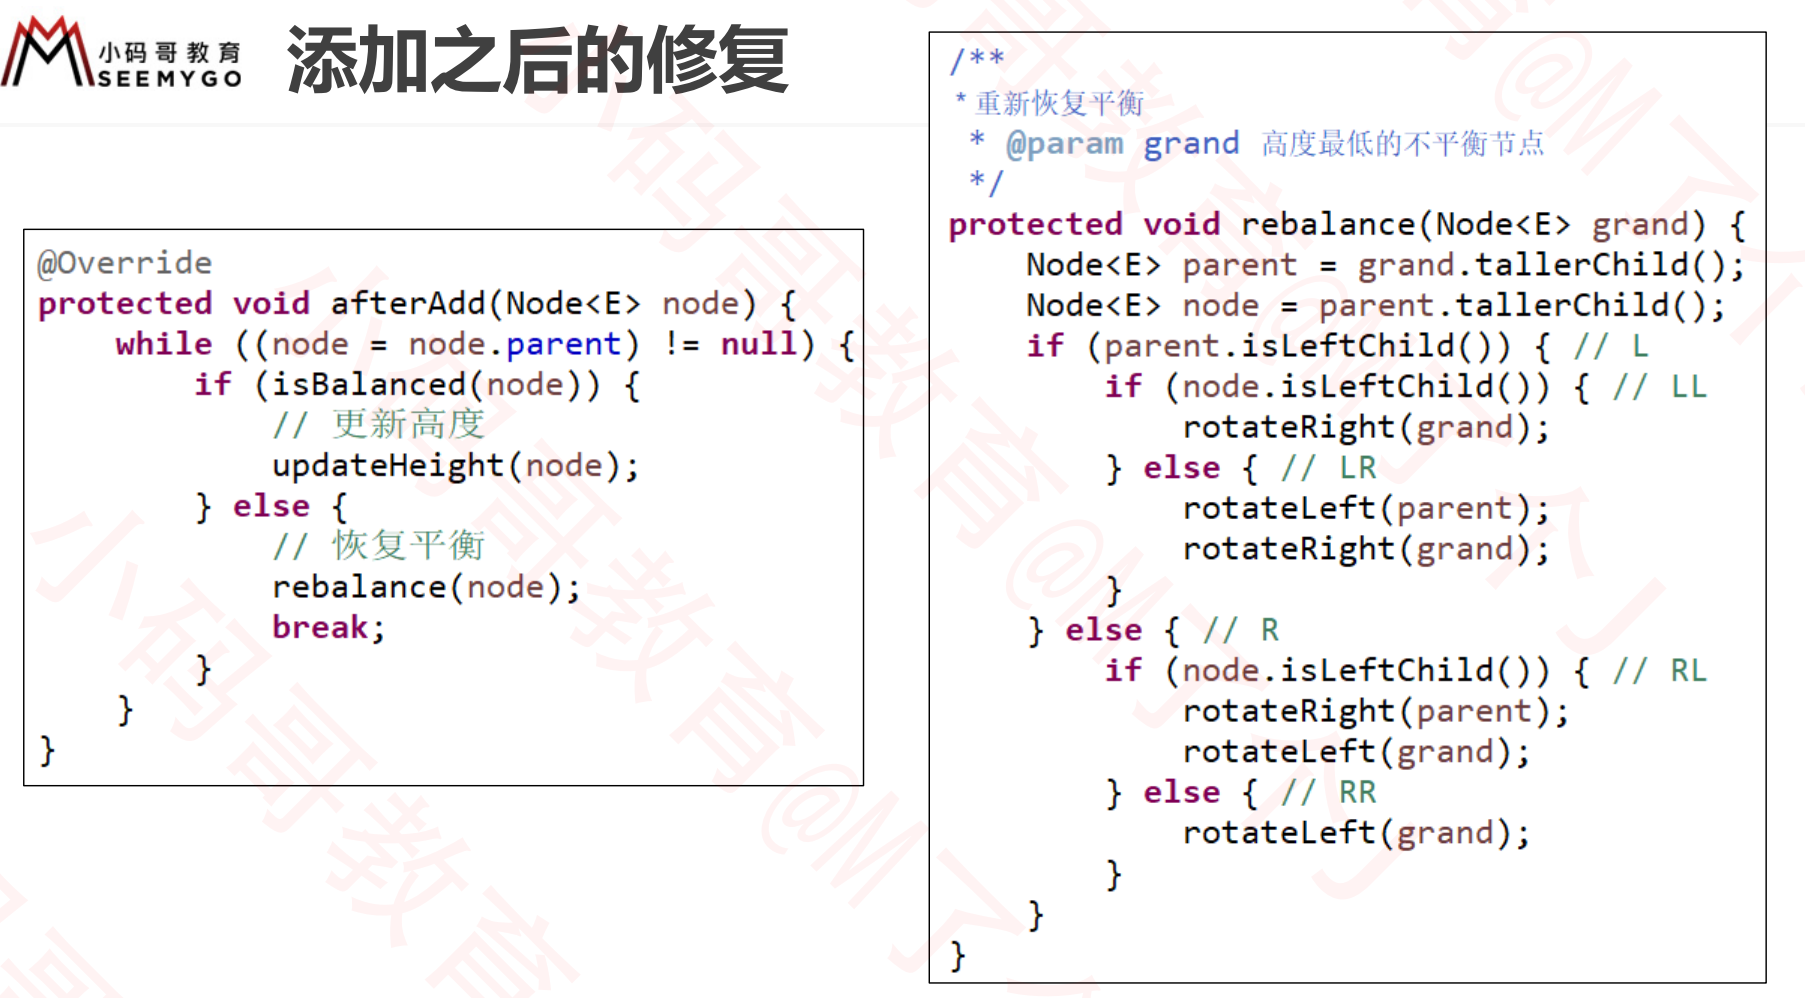 小码哥教育
SEEMYGO
添加之后的修复
@Override
protected void afterAdd(Node<E> node) {
    while ((node = node.parent) != null) {
        if (isBalanced(node)) {
            // 更新高度
            updateHeight(node);
        } else {
            // 恢复平衡
            rebalance(node);
            break;
        }
    }
}
/**
* 重新恢复平衡
 * @param grand 高度最低的不平衡节点
 */
protected void rebalance(Node<E> grand) {
    Node<E> parent = grand.tallerChild();
    Node<E> node = parent.tallerChild();
    if (parent.isLeftChild()) { // L
        if (node.isLeftChild()) { // LL
            rotateRight(grand);
        } else { // LR
            rotateLeft(parent);
            rotateRight(grand);
        }
    } else { // R
        if (node.isLeftChild()) { // RL
            rotateRight(parent);
            rotateLeft(grand);
        } else { // RR
            rotateLeft(grand);
        }
    }
}